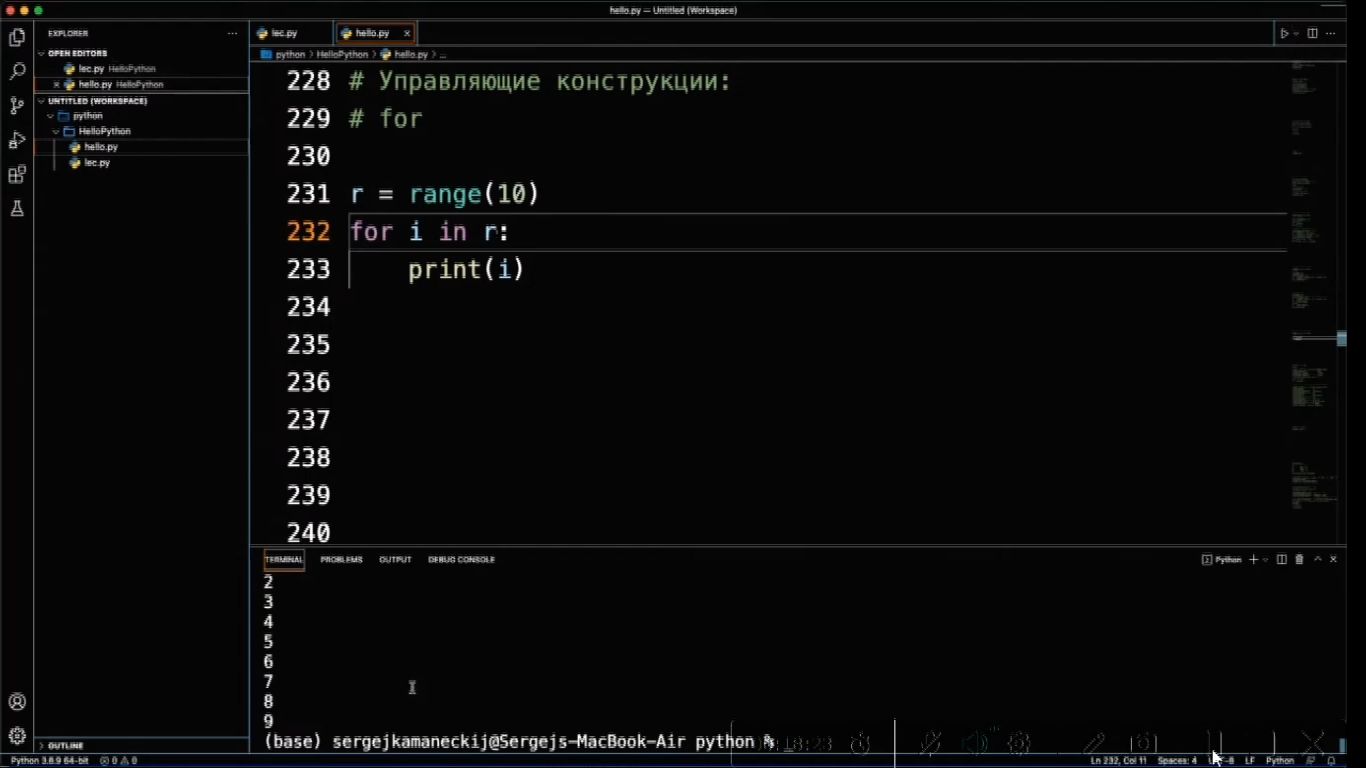 hello.py — Untitled (Workspace)
EXPLORER
lec.py
hello.py
OPEN EDITORS
python > HelloPython > hello.py > ...
lec.py HelloPython
hello.py HelloPython
UNTITLED (WORKSPACE)
python
HelloPython
hello.py
lec.py
228 # Управляющие конструкции:
229 # for
230
231 r = range(10)
232 for i in r:
233 print(i)
234
235
236
237
238
239
240
TERMINAL PROBLEMS OUTPUT DEBUG CONSOLE
Python
2
3
4
5
6
7
8
9
(base) sergejkamaneckij@Sergejs-MacBook-Air python %
OUTLINE
Python 3.8.9 64-bit 0 0
Ln 232, Col 11 Spaces: 4 UTF-8 LF Python